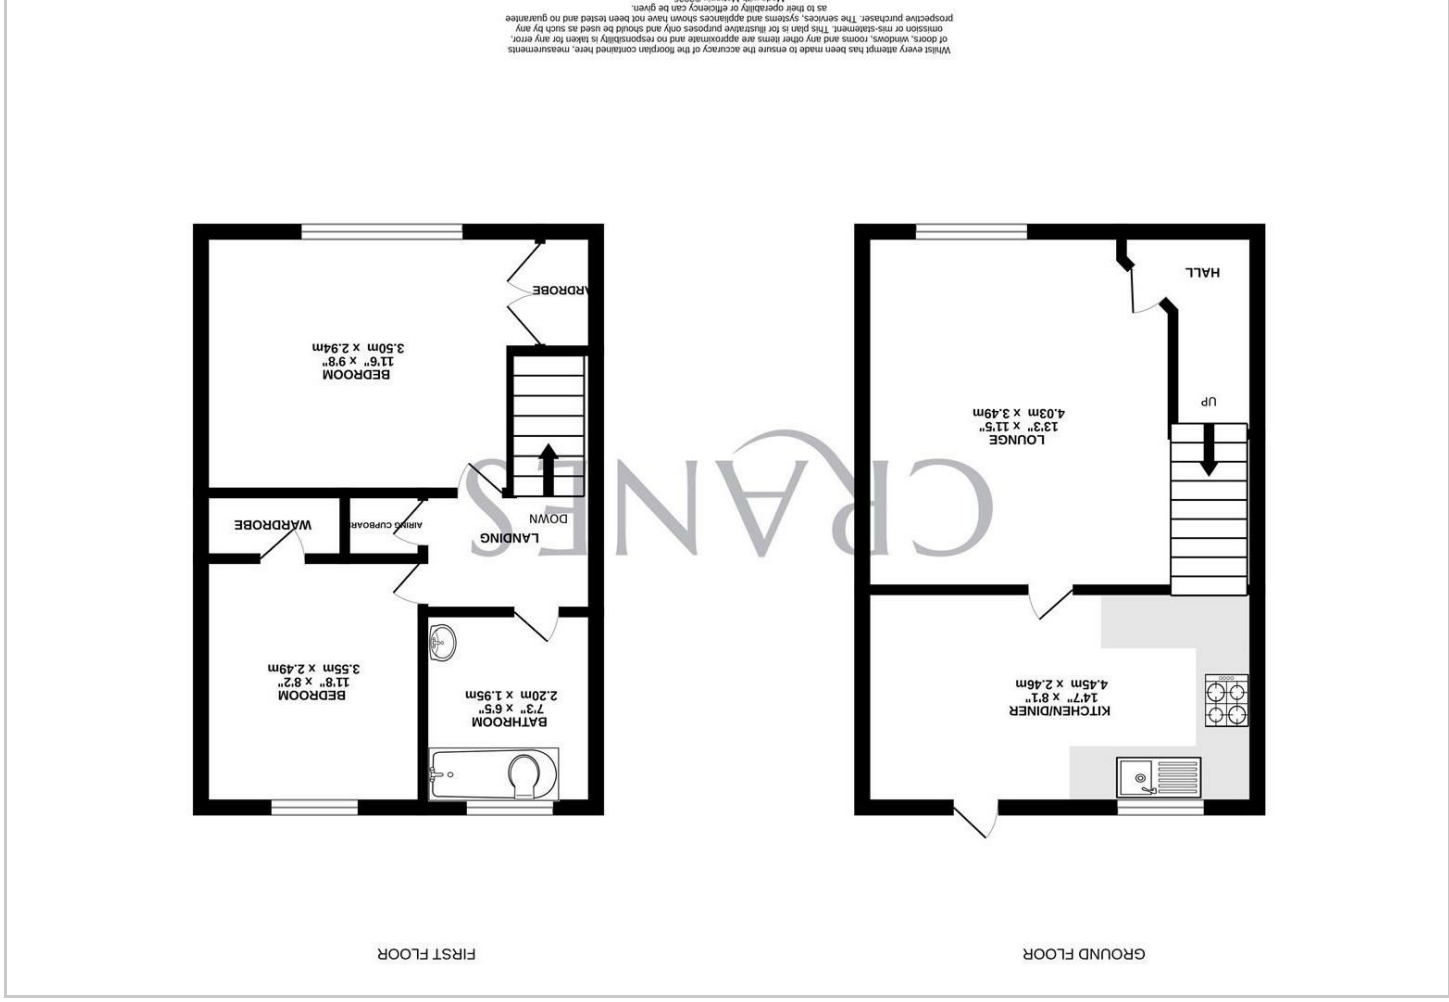 GROUND FLOOR
FIRST FLOOR
KITCHEN/DINER
14'7" x 8'1"
4.45m x 2.46m
LOUNGE
13'3" x 11'5"
4.03m x 3.49m
UP
HALL
BATHROOM
7'3" x 6'5"
2.20m x 1.95m
BEDROOM
11'8" x 8'2"
3.55m x 2.49m
LANDING
DOWN
AIRING CUPBOARD
WARDROBE
BEDROOM
11'6" x 9'8"
3.50m x 2.94m
WARDROBE
CRANES
Whilst every attempt has been made to ensure the accuracy of the floorplan contained here, measurements
of doors, windows, rooms and any other items are approximate and no responsibility is taken for any error,
omission or mis-statement. This plan is for illustrative purposes only and should be used as such by any
prospective purchaser. The services, systems and appliances shown have not been tested and no guarantee
as to their operability or efficiency can be given.